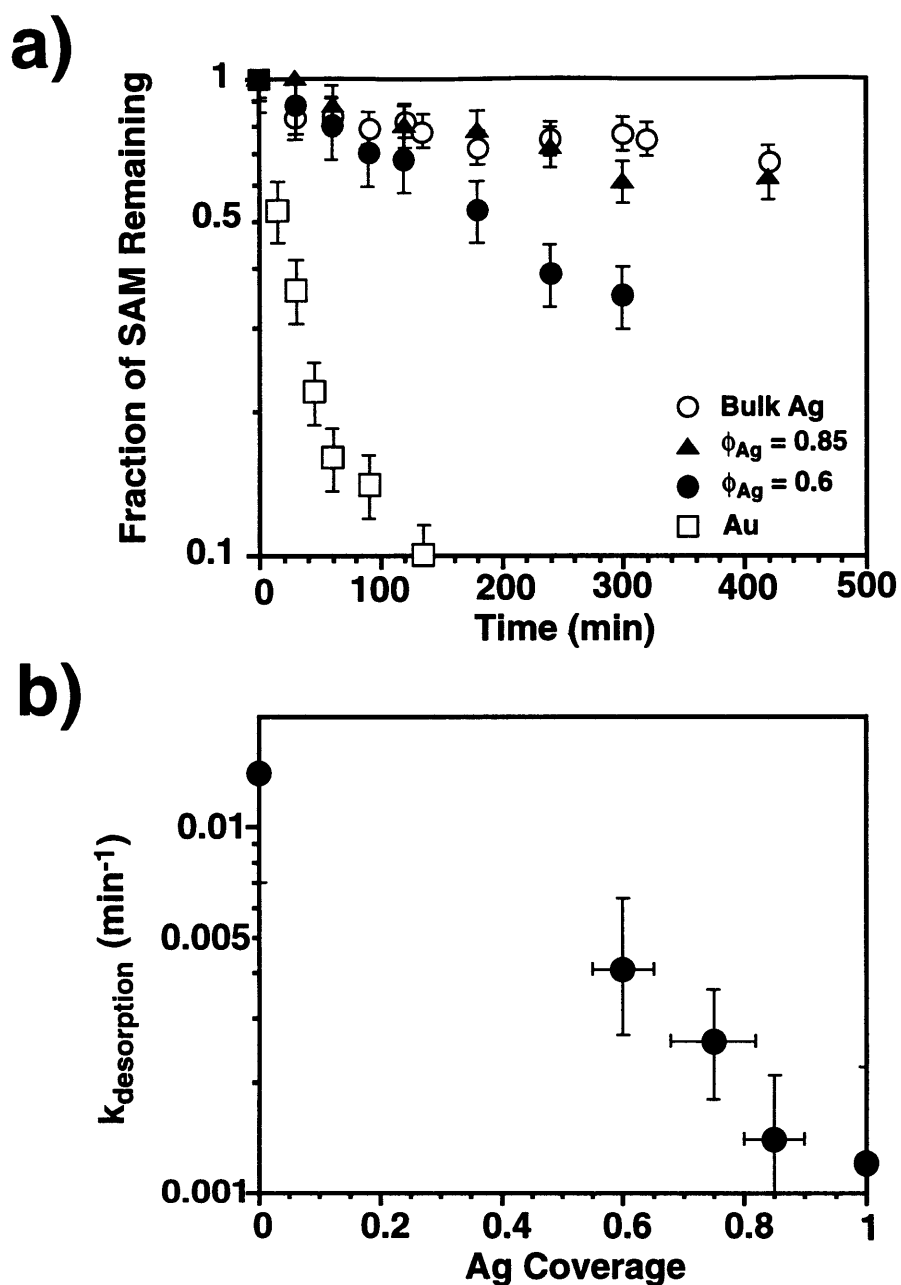 a)
Fraction of SAM Remaining
1
0.5
0.1
Bulk Ag
ϕAg = 0.85
ϕAg = 0.6
Au
0 100 200 300 400 500
Time (min)
b)
kdesorption (min-1)
0.01
0.005
0.001
0 0.2 0.4 0.6 0.8 1
Ag Coverage